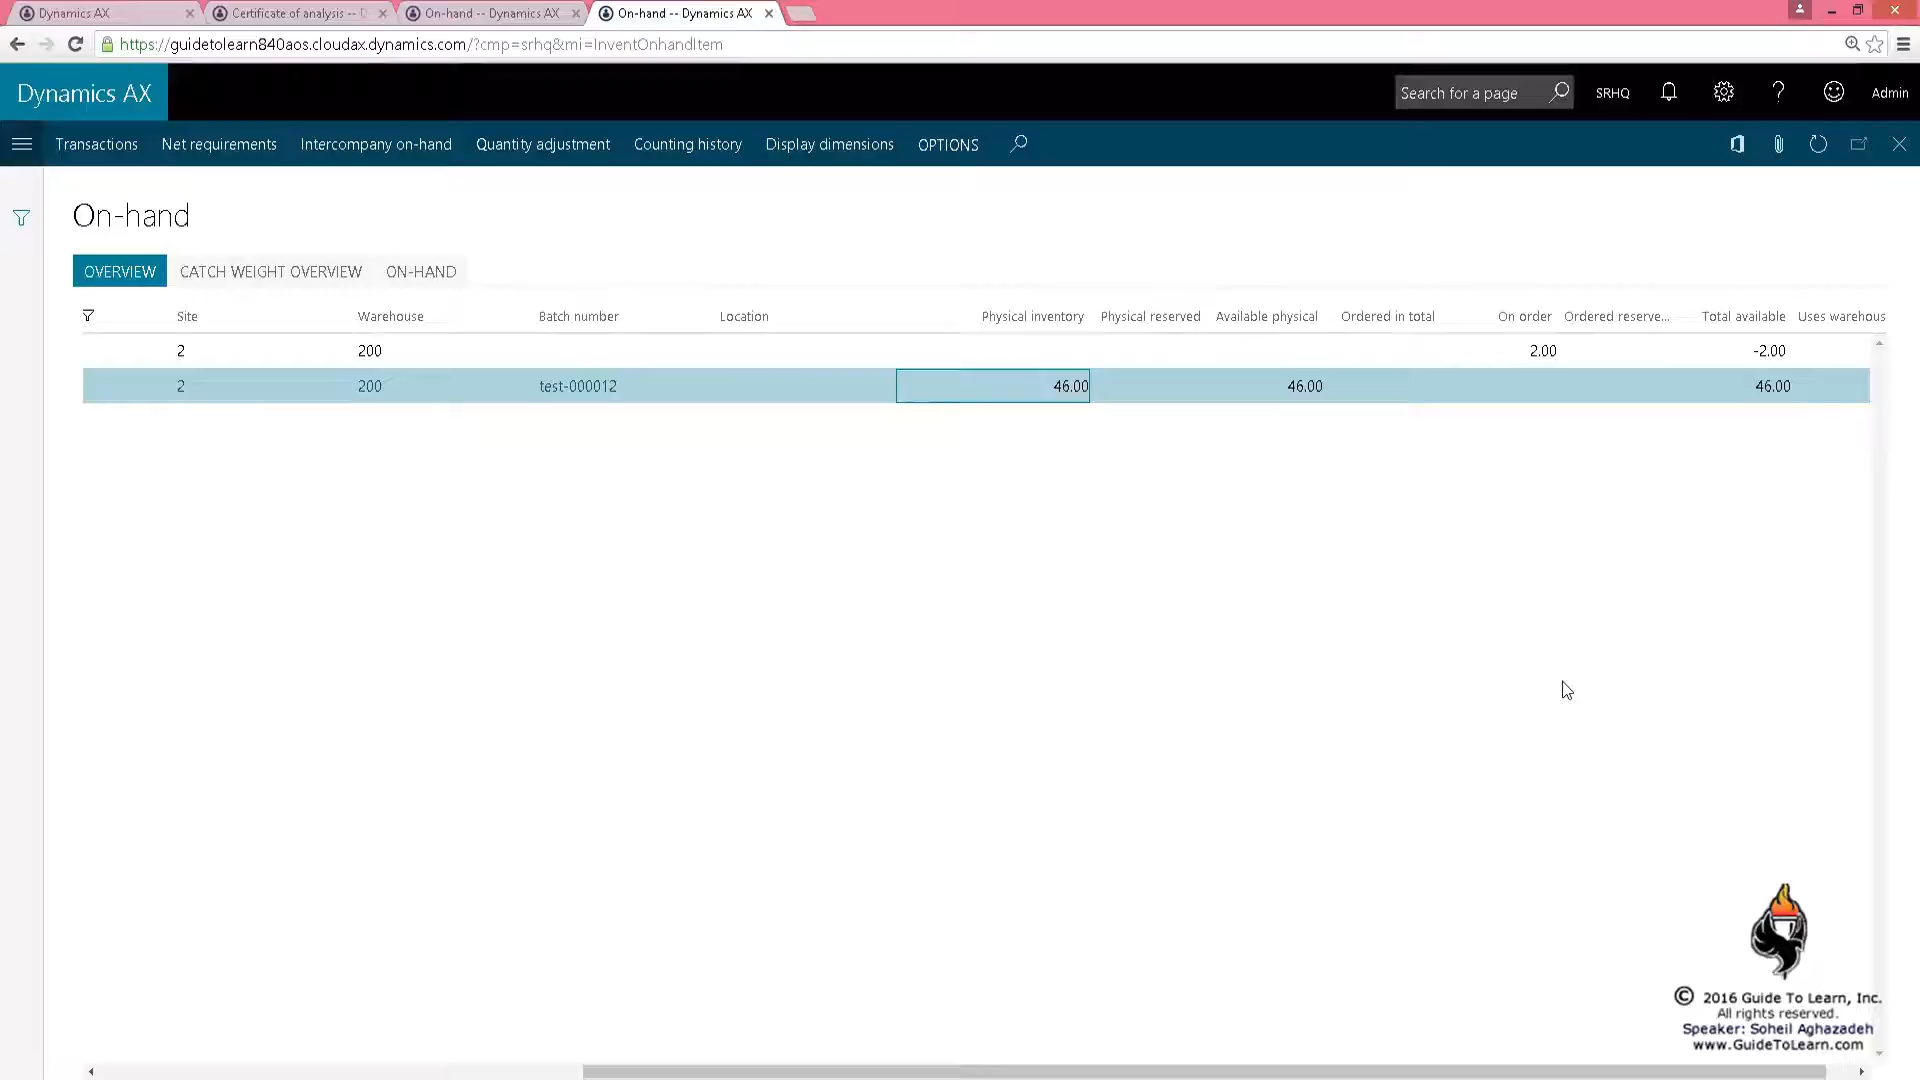 Dynamics AX
Certificate of analysis -- D
On-hand -- Dynamics AX
On-hand -- Dynamics AX
https://guidetolearn840aos.cloudax.dynamics.com/?cmp=srhq&mi=InventOnhandItem
Dynamics AX
Search for a page
SRHQ
Admin
Transactions Net requirements Intercompany on-hand Quantity adjustment Counting history Display dimensions OPTIONS
On-hand
OVERVIEW CATCH WEIGHT OVERVIEW ON-HAND
Site Warehouse Batch number Location Physical inventory Physical reserved Available physical Ordered in total On order Ordered reserve... Total available Uses warehous
2 200 2.00 -2.00
2 200 test-000012 46.00 46.00 46.00
© 2016 Guide To Learn, Inc.
All rights reserved.
Speaker: Soheil Aghazadeh
www.GuideToLearn.com